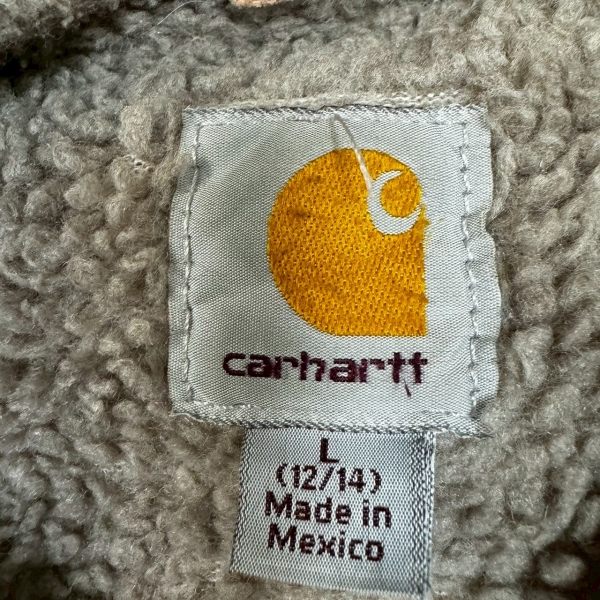 carhartt
L
(12/14)
Made in
Mexico